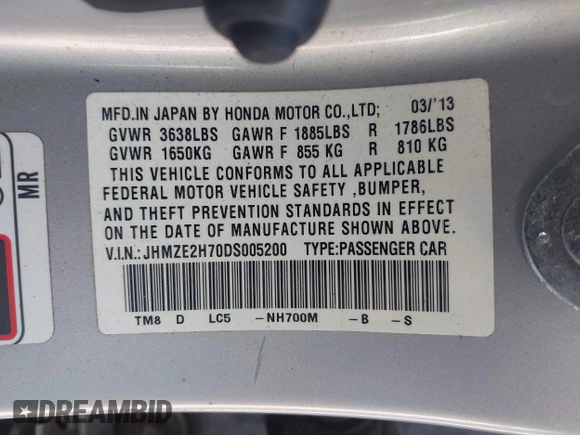 MFD.IN JAPAN BY HONDA MOTOR CO.,LTD; 03/'13
GVWR 3638LBS GAWR F 1885LBS R 1786LBS
GVWR 1650KG GAWR F 855 KG R 810 KG
THIS VEHICLE CONFORMS TO ALL APPLICABLE
FEDERAL MOTOR VEHICLE SAFETY ,BUMPER,
AND THEFT PREVENTION STANDARDS IN EFFECT
ON THE DATE OF MANUFACTURE SHOWN ABOVE.
V.I.N.:JHMZE2H70DS005200 TYPE:PASSENGER CAR
TM8 D LC5 -NH700M -B -S
MR
DREAMBID